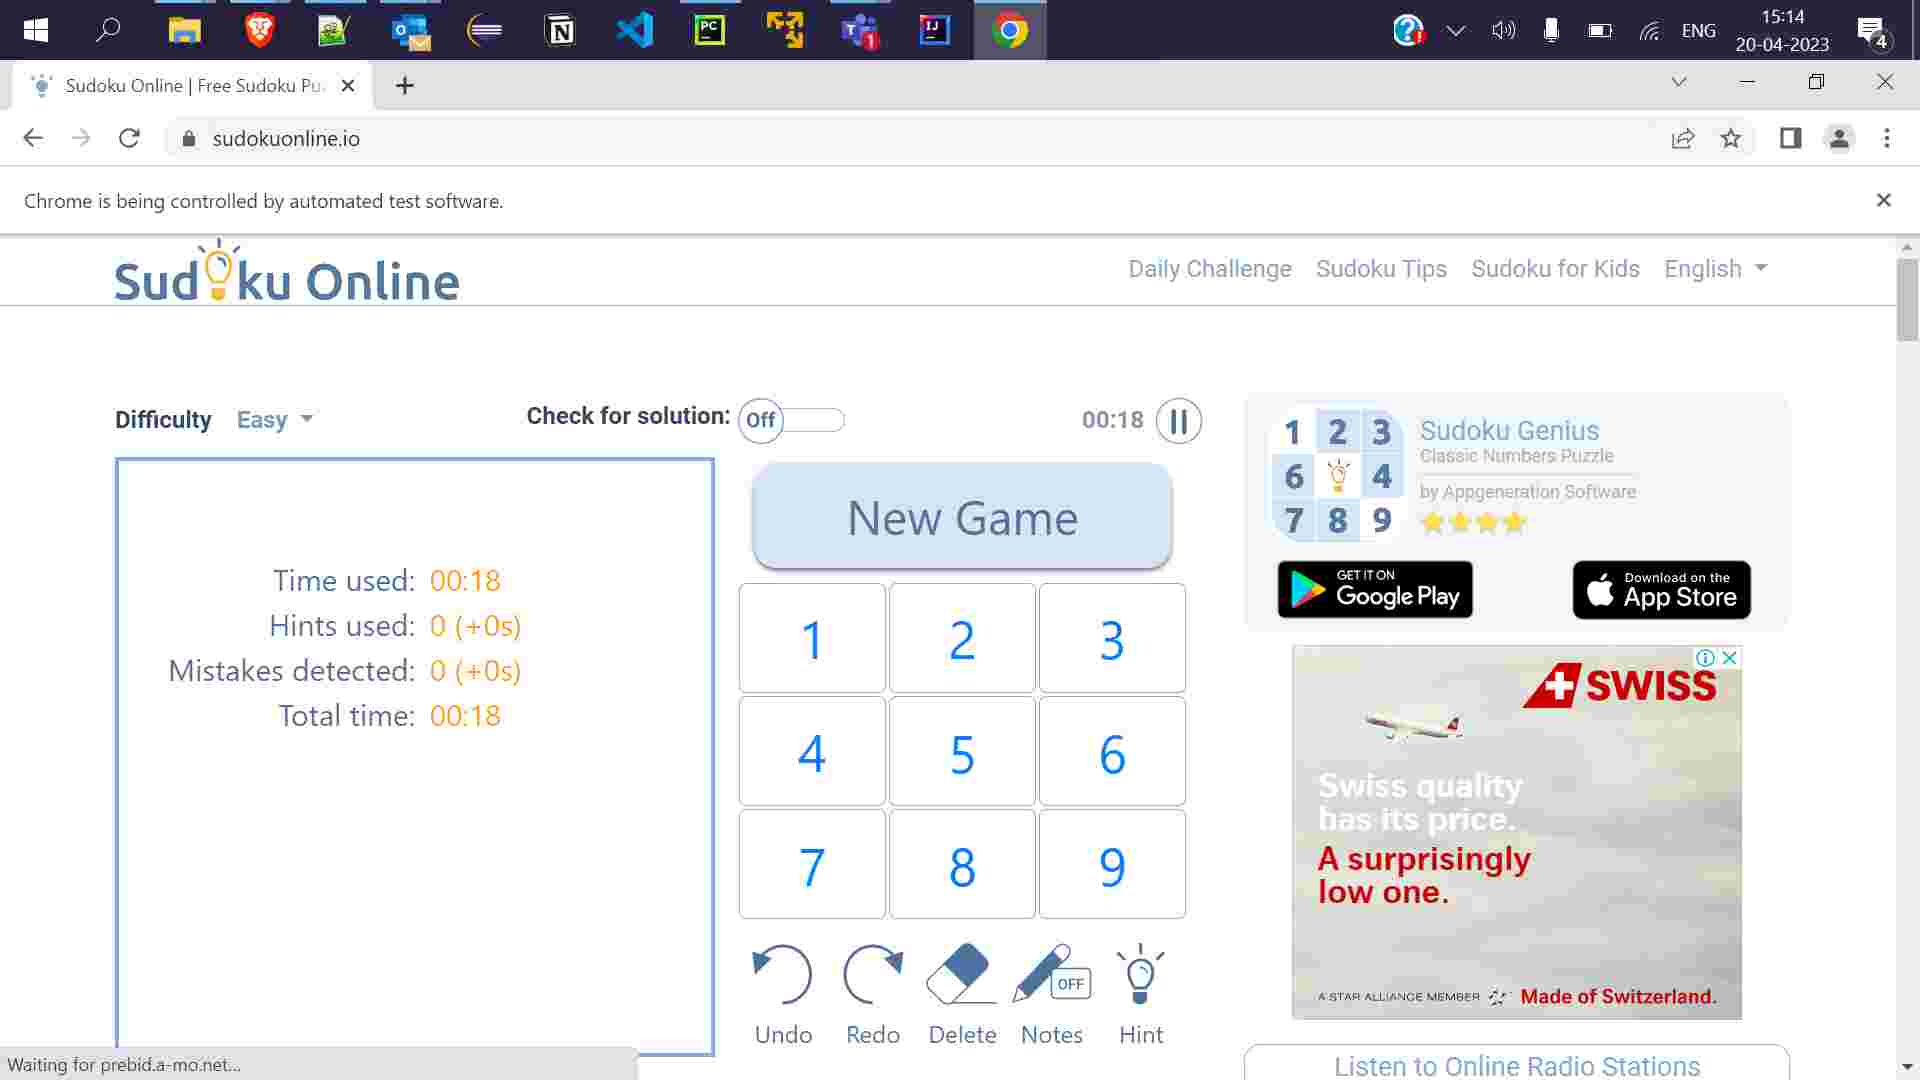 PC
T 1
IJ
ENG
15:14
20-04-2023
4
Sudoku Online | Free Sudoku Pu
sudokuonline.io
Chrome is being controlled by automated test software.
Sudoku Online
Daily Challenge
Sudoku Tips
Sudoku for Kids
English
Difficulty
Easy
Check for solution:
Off
00:18
Time used: 00:18
Hints used: 0 (+0s)
Mistakes detected: 0 (+0s)
Total time: 00:18
New Game
1 2 3
4 5 6
7 8 9
Undo
Redo
Delete
OFF
Notes
Hint
1 2 3
6 4
7 8 9
Sudoku Genius
Classic Numbers Puzzle
by Appgeneration Software
GET IT ON
Google Play
Download on the
App Store
SWISS
Swiss quality
has its price.
A surprisingly
low one.
A STAR ALLIANCE MEMBER
Made of Switzerland.
Listen to Online Radio Stations
Waiting for prebid.a-mo.net...